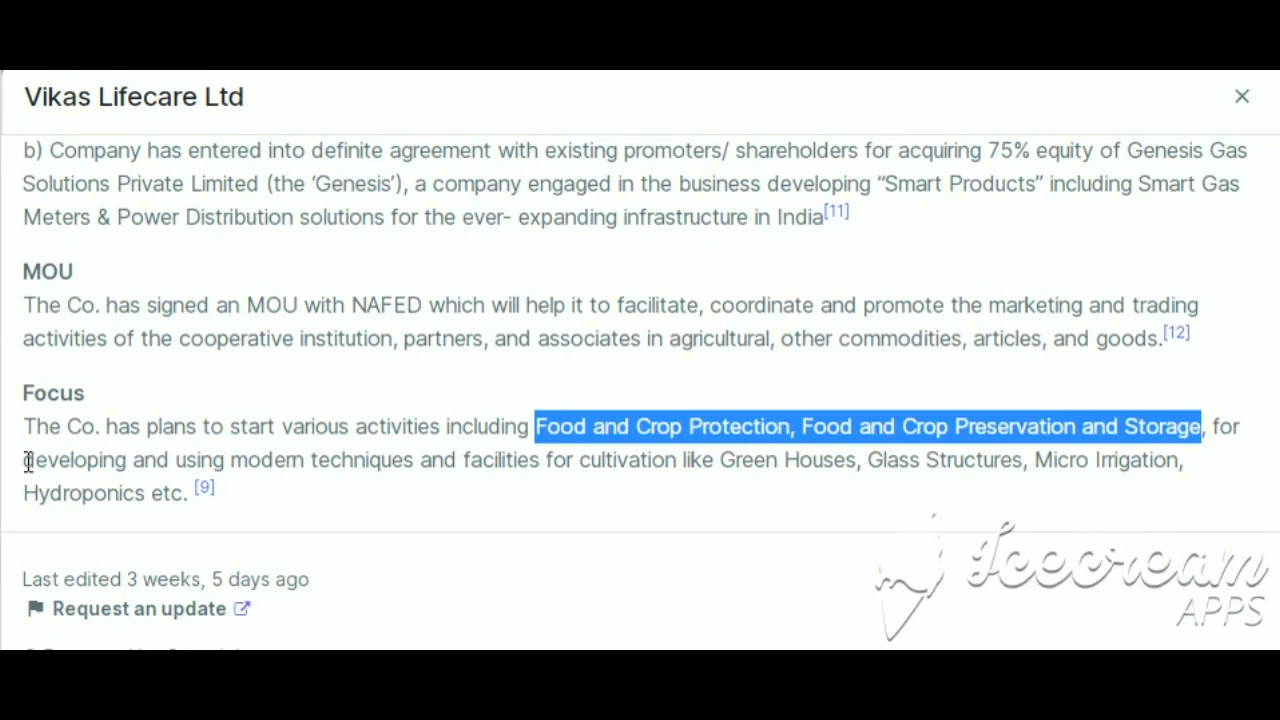 Vikas Lifecare Ltd
b) Company has entered into definite agreement with existing promoters/ shareholders for acquiring 75% equity of Genesis Gas
Solutions Private Limited (the ‘Genesis’), a company engaged in the business developing “Smart Products” including Smart Gas
Meters & Power Distribution solutions for the ever- expanding infrastructure in India[11]
MOU
The Co. has signed an MOU with NAFED which will help it to facilitate, coordinate and promote the marketing and trading
activities of the cooperative institution, partners, and associates in agricultural, other commodities, articles, and goods.[12]
Focus
The Co. has plans to start various activities including Food and Crop Protection, Food and Crop Preservation and Storage, for
developing and using modern techniques and facilities for cultivation like Green Houses, Glass Structures, Micro Irrigation,
Hydroponics etc. [9]
Last edited 3 weeks, 5 days ago
Request an update
Icecream
APPS